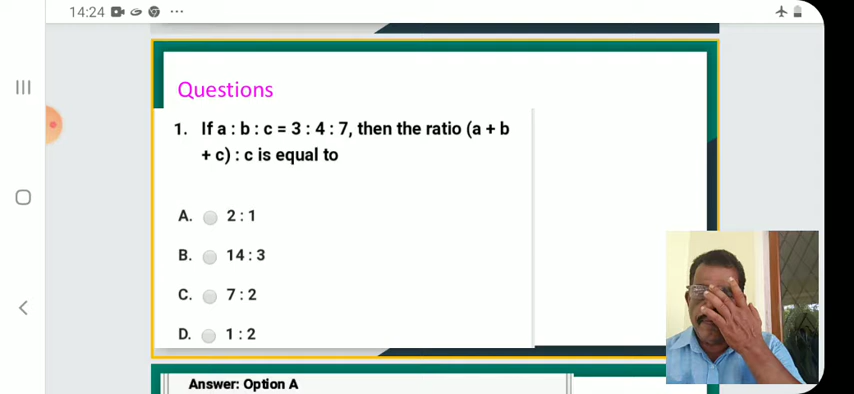 14:24
Questions
1. If a : b : c = 3 : 4 : 7, then the ratio (a + b
+ c) : c is equal to
A. 2 : 1
B. 14 : 3
C. 7 : 2
D. 1 : 2
Answer: Option A